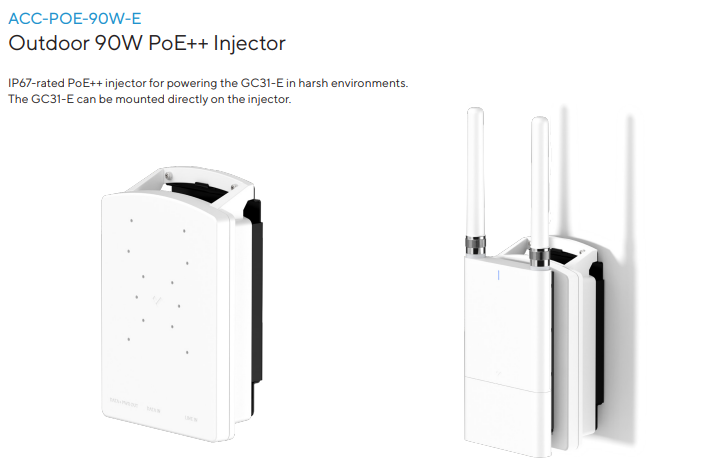 ACC-POE-90W-E
Outdoor 90W PoE++ Injector
IP67-rated PoE++ injector for powering the GC31-E in harsh environments.
The GC31-E can be mounted directly on the injector.